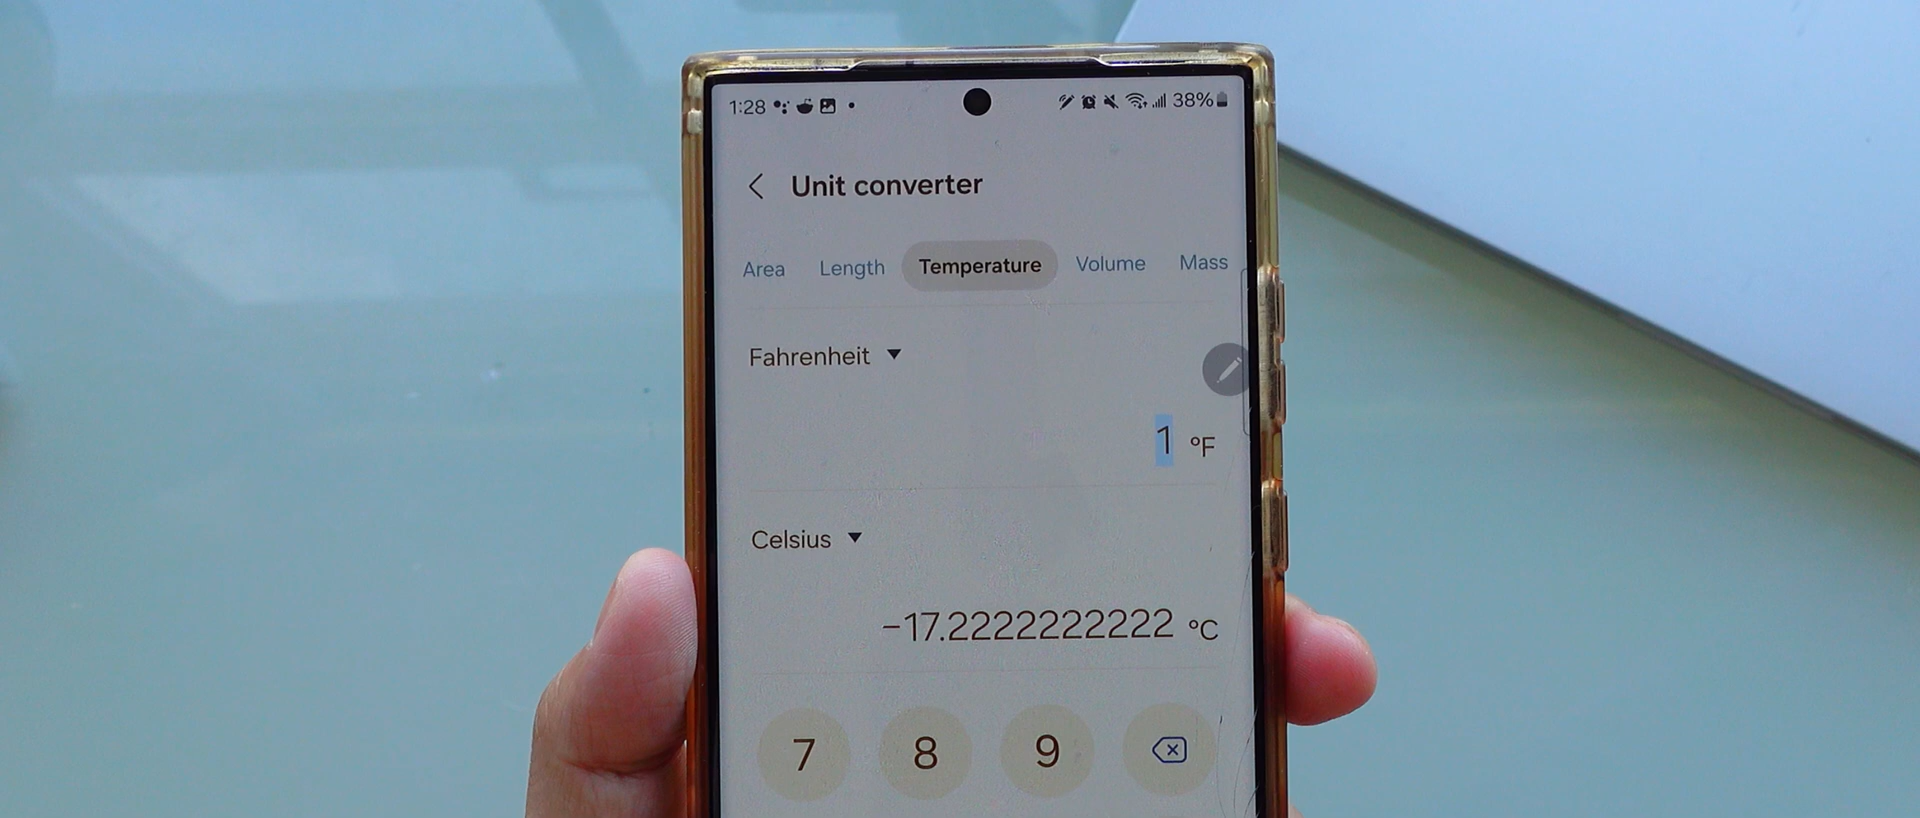 1:28 38%
Unit converter
Area Length Temperature Volume Mass
Fahrenheit
1 °F
Celsius
−17.2222222222 °C
7 8 9